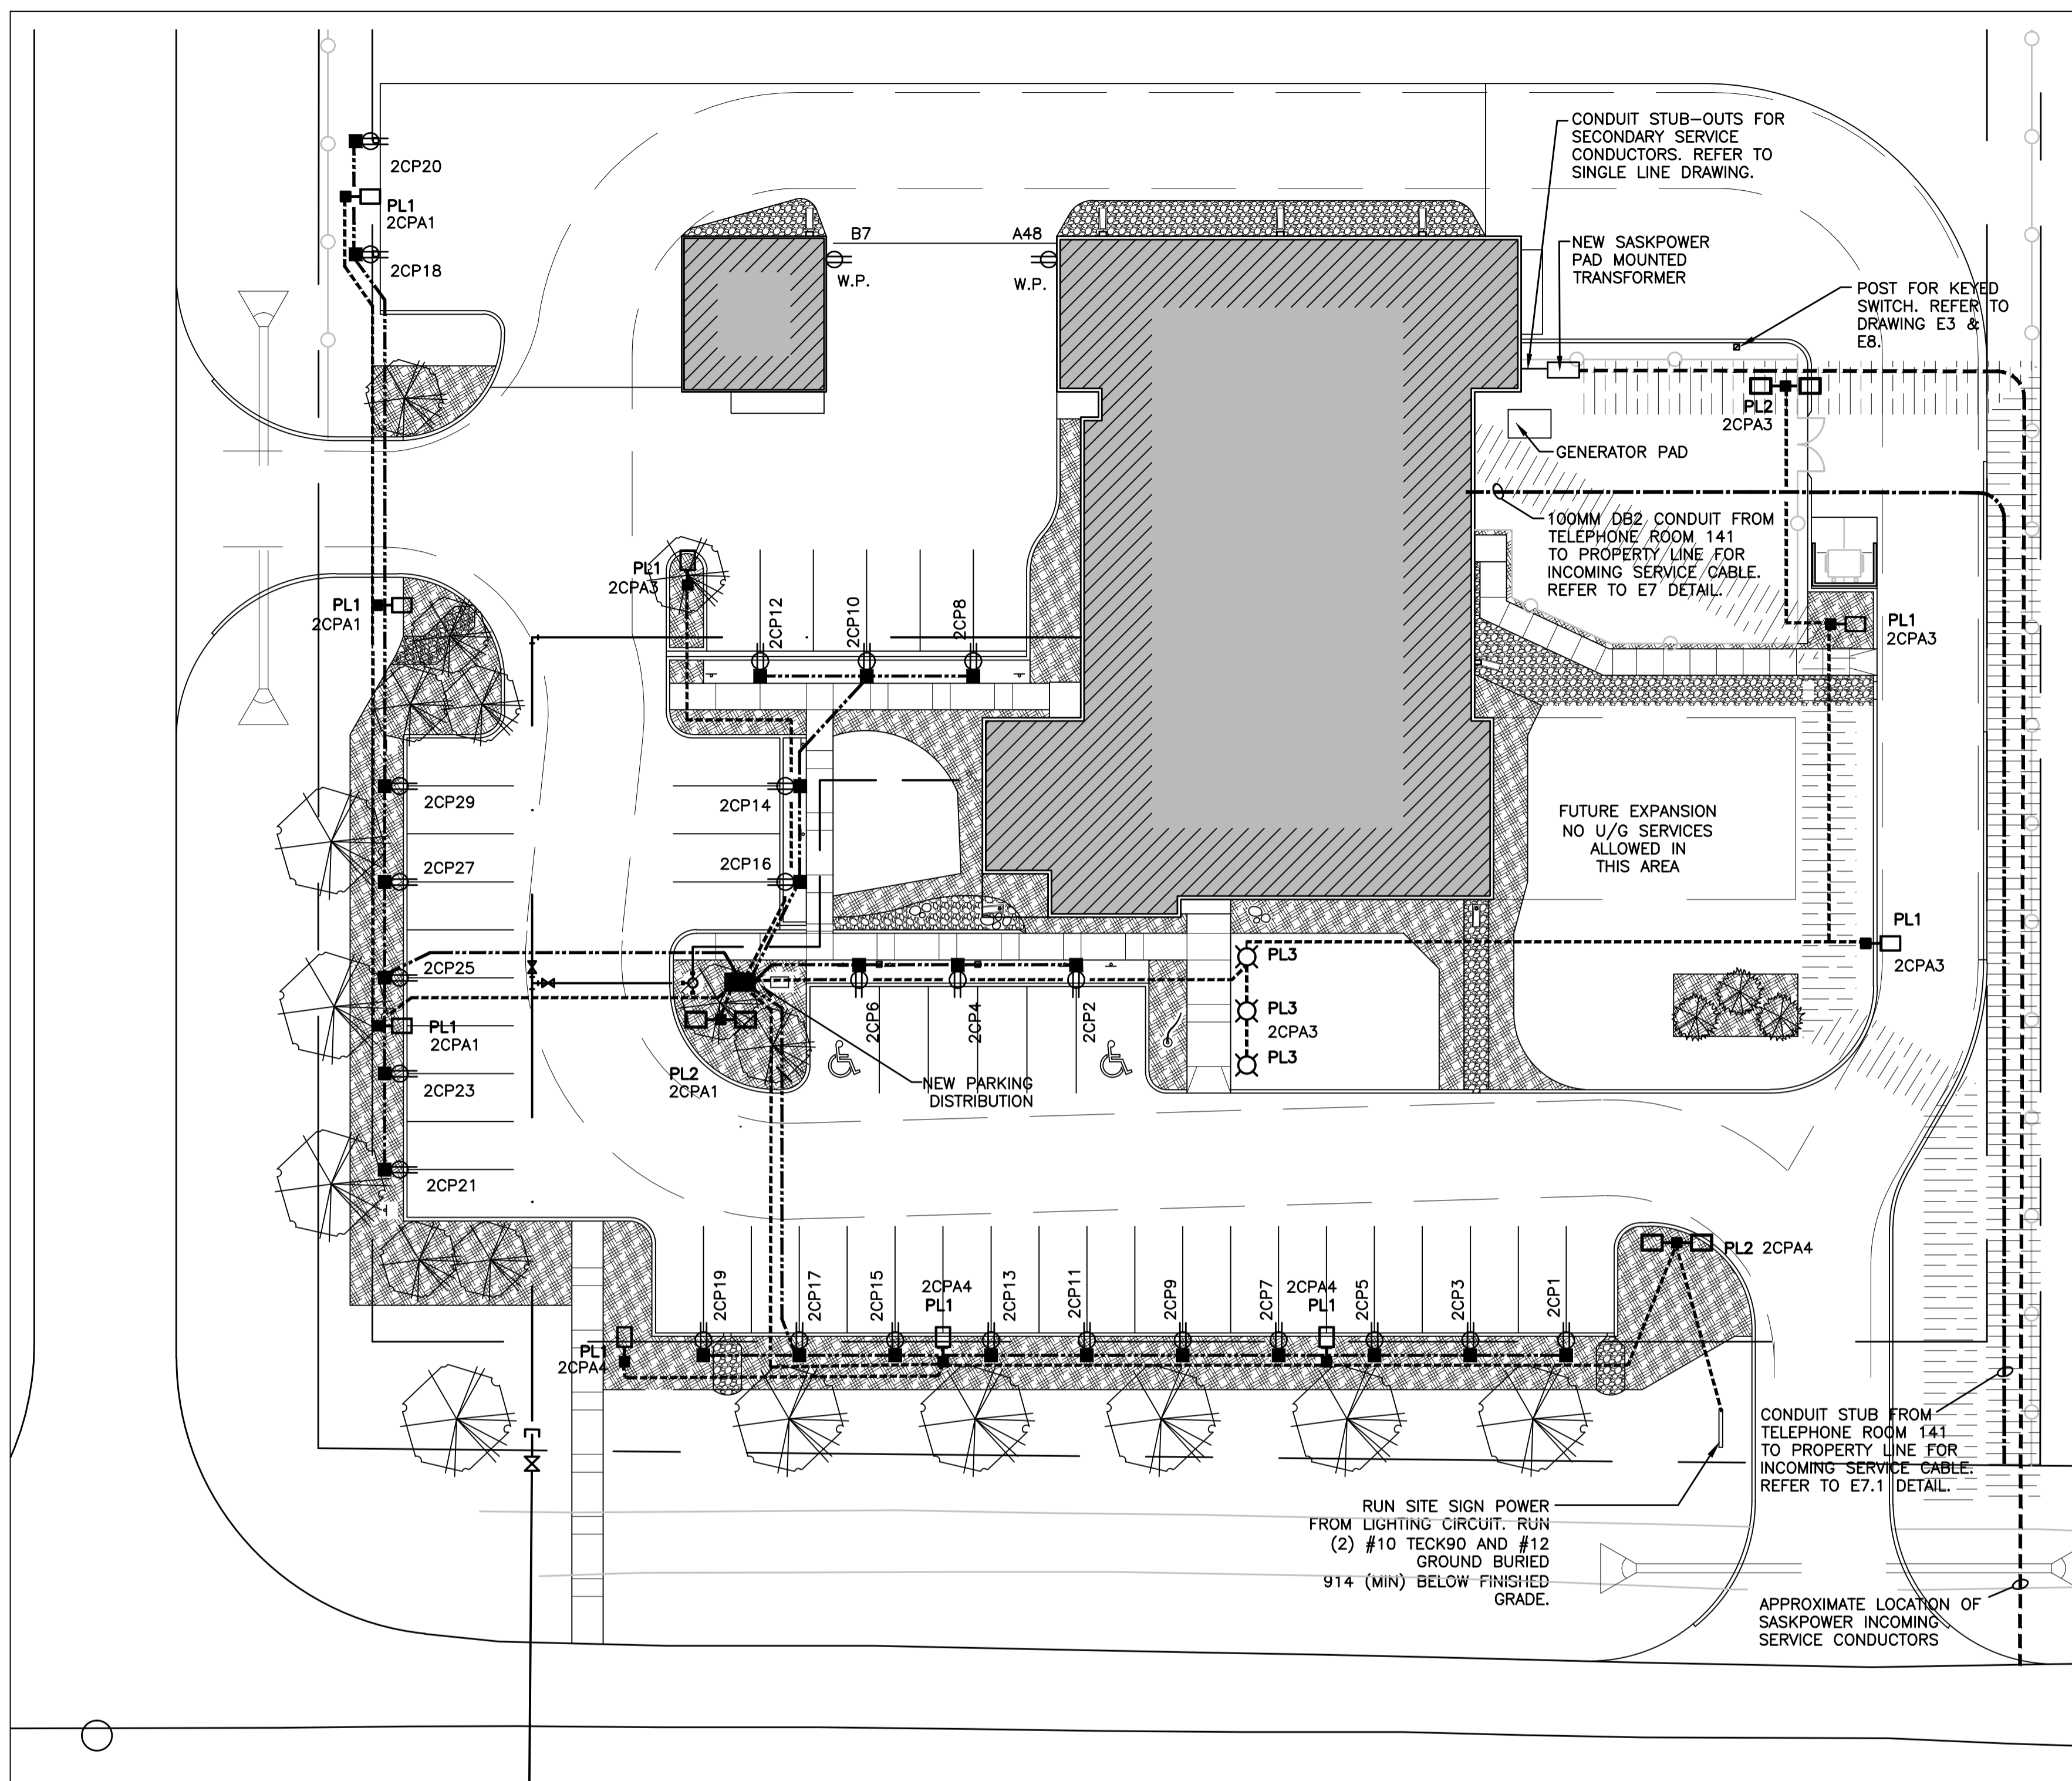 CONDUIT STUB-OUTS FOR
SECONDARY SERVICE
CONDUCTORS. REFER TO
SINGLE LINE DRAWING.
2CP20
PL1
2CPA1
2CP18
B7
A48
W.P.
W.P.
NEW SASKPOWER
PAD MOUNTED
TRANSFORMER
POST FOR KEYED
SWITCH. REFER TO
DRAWING E3 &
E8.
PL2
2CPA3
GENERATOR PAD
100MM DB2 CONDUIT FROM
TELEPHONE ROOM 141
TO PROPERTY LINE FOR
INCOMING SERVICE CABLE.
REFER TO E7 DETAIL.
PL1
2CPA3
PL1
2CPA1
2CP12
2CP10
2CP8
PL1
2CPA3
2CP29
2CP14
2CP27
2CP16
FUTURE EXPANSION
NO U/G SERVICES
ALLOWED IN
THIS AREA
PL1
2CPA3
2CP25
PL1
2CPA1
2CP23
2CP21
2CP6
2CP4
2CP2
PL3
PL3
2CPA3
PL3
PL2
2CPA1
NEW PARKING
DISTRIBUTION
PL2 2CPA4
2CP19
2CP17
2CP15
2CPA4
PL1
2CP13
2CP11
2CP9
2CP7
2CPA4
PL1
2CP5
2CP3
2CP1
PL1
2CPA4
CONDUIT STUB FROM
TELEPHONE ROOM 141
TO PROPERTY LINE FOR
INCOMING SERVICE CABLE.
REFER TO E7.1 DETAIL.
RUN SITE SIGN POWER
FROM LIGHTING CIRCUIT. RUN
(2) #10 TECK90 AND #12
GROUND BURIED
914 (MIN) BELOW FINISHED
GRADE.
APPROXIMATE LOCATION OF
SASKPOWER INCOMING
SERVICE CONDUCTORS